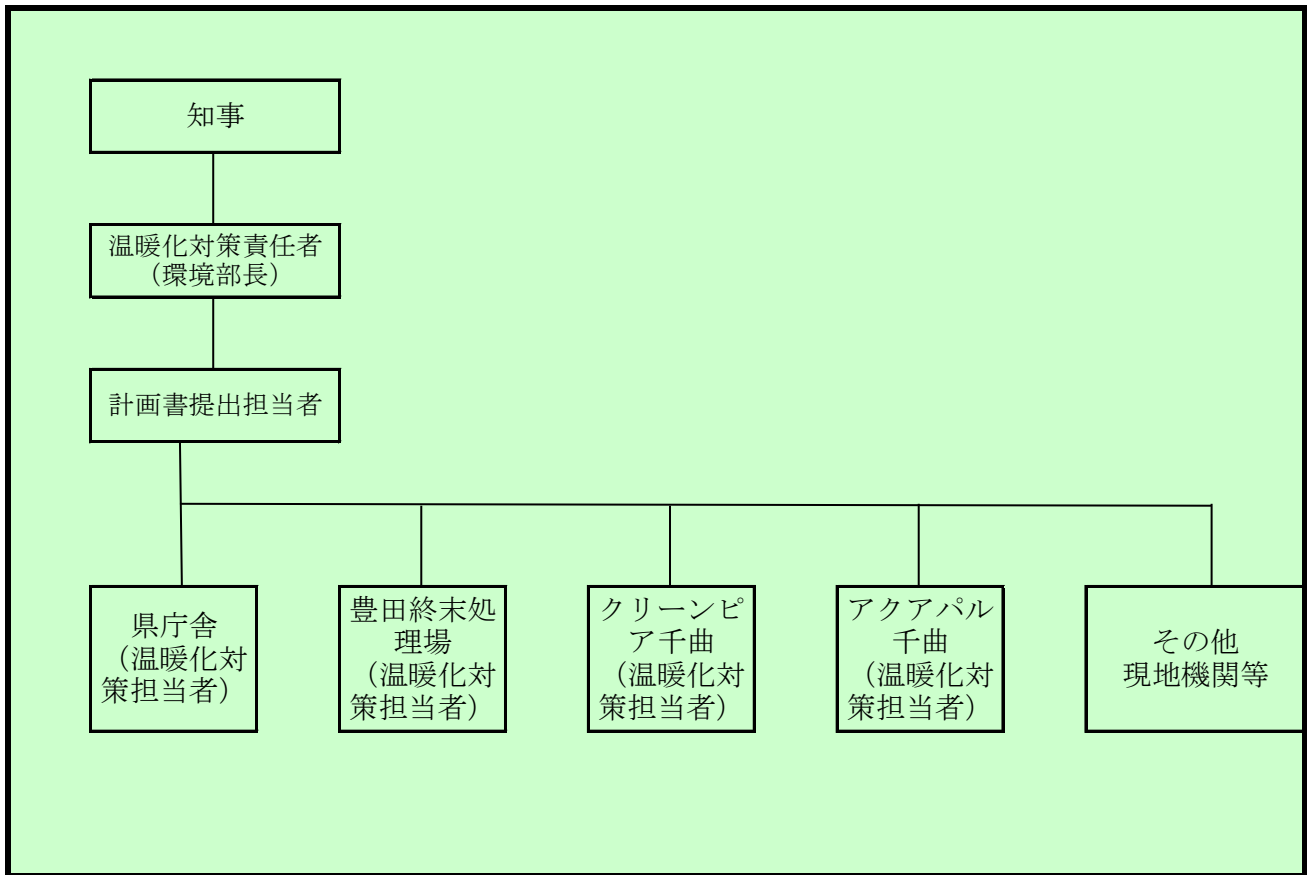 知事
温暖化対策責任者
（環境部長）
計画書提出担当者
県庁舎
（温暖化対
策担当者）
豊田終末処
理場
（温暖化対
策担当者）
クリーンピ
ア千曲
（温暖化対
策担当者）
アクアパル
千曲
（温暖化対
策担当者）
その他
現地機関等